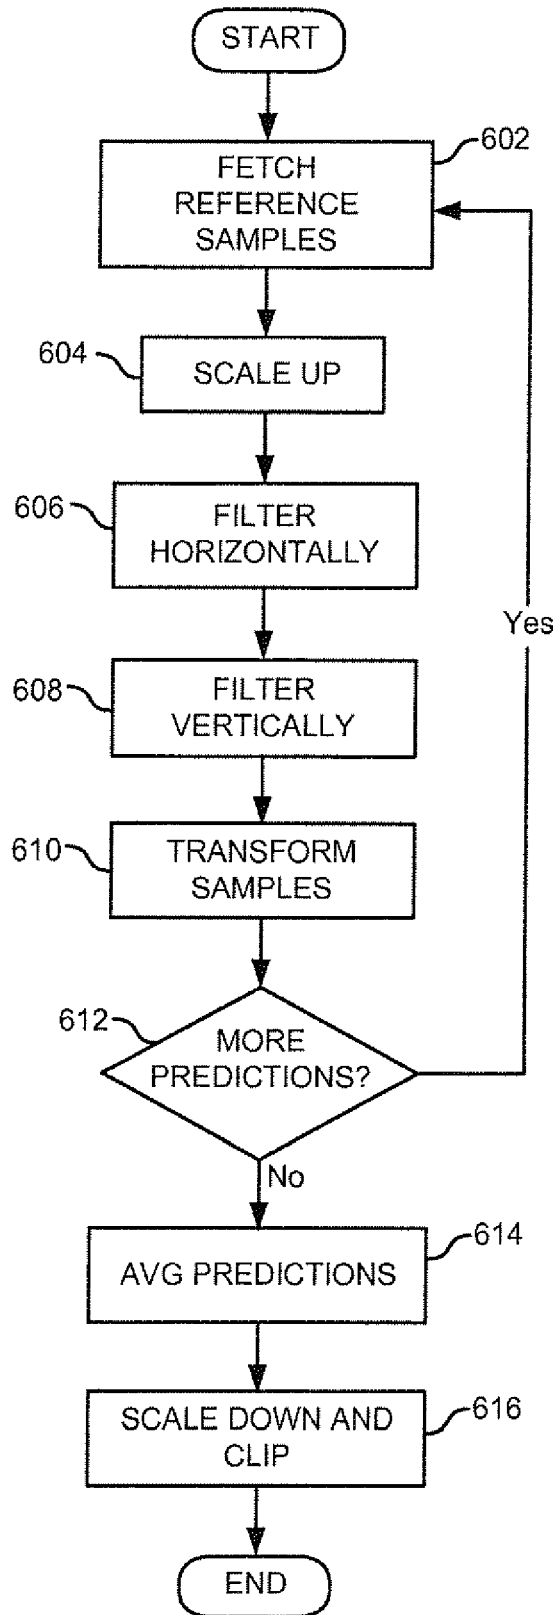 START
602
FETCH
REFERENCE
SAMPLES
604
SCALE UP
606
FILTER
HORIZONTALLY
Yes
608
FILTER
VERTICALLY
610
TRANSFORM
SAMPLES
612
MORE
PREDICTIONS?
No
614
AVG PREDICTIONS
616
SCALE DOWN AND
CLIP
END